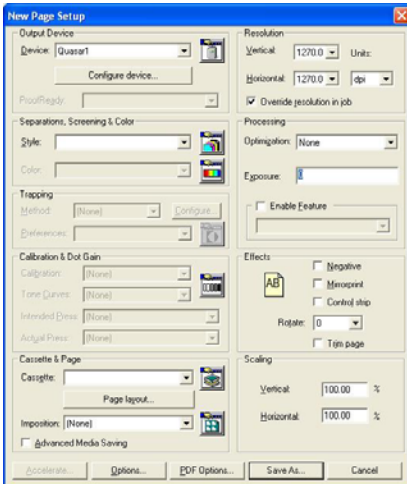 New Page Setup
Output Device
Device: Quasar1
Configure device...
ProofReady:
Separations, Screening & Color
Style:
Color:
Trapping
Method: (None) Configure...
Preferences:
Calibration & Dot Gain
Calibration: (None)
Tone Curves: (None)
Intended Press: (None)
Actual Press: (None)
Cassette & Page
Cassette:
Page layout...
Imposition: (None)
Advanced Media Saving
Resolution
Vertical: 1270.0 Units:
Horizontal: 1270.0 dpi
Override resolution in job
Processing
Optimization: None
Exposure: 0
Enable Feature
Effects
AB
Negative
Mirrorprint
Control strip
Rotate: 0
Trim page
Scaling
Vertical: 100.00 %
Horizontal: 100.00 %
Accelerate... Options... PDF Options... Save As... Cancel